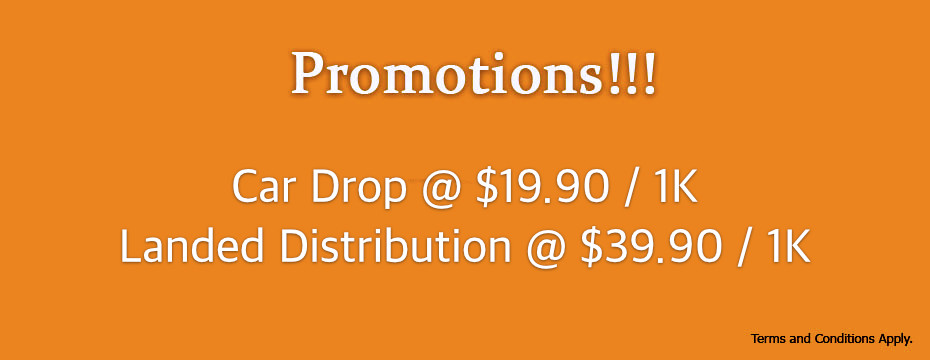 Promotions!!!
Car Drop @ $19.90 / 1K
Landed Distribution @ $39.90 / 1K
Terms and Conditions Apply.